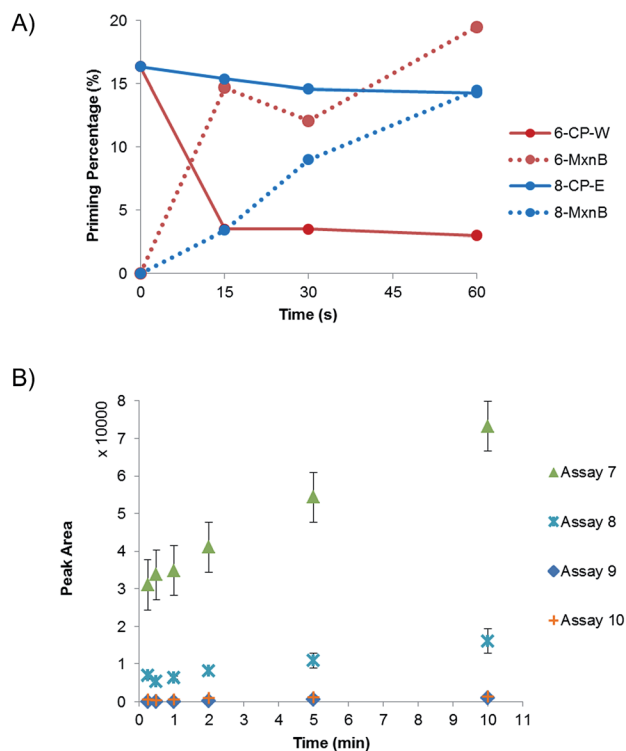 A)
Priming Percentage (%)
20
15
10
5
0
0 15 30 45 60
Time (s)
6-CP-W
6-MxnB
8-CP-E
8-MxnB
B)
Peak Area
x 10000
8
7
6
5
4
3
2
1
0
0 1 2 3 4 5 6 7 8 9 10 11
Time (min)
Assay 7
Assay 8
Assay 9
Assay 10